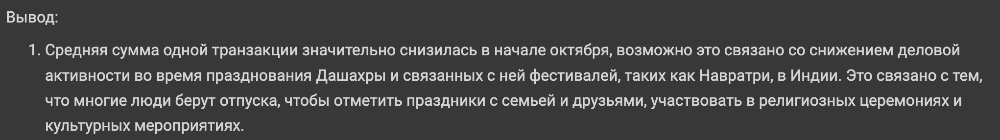 Вывод:
1. Средняя сумма одной транзакции значительно снизилась в начале октября, возможно это связано со снижением деловой
активности во время празднования Дашахры и связанных с ней фестивалей, таких как Навратри, в Индии. Это связано с тем,
что многие люди берут отпуска, чтобы отметить праздники с семьей и друзьями, участвовать в религиозных церемониях и
культурных мероприятиях.